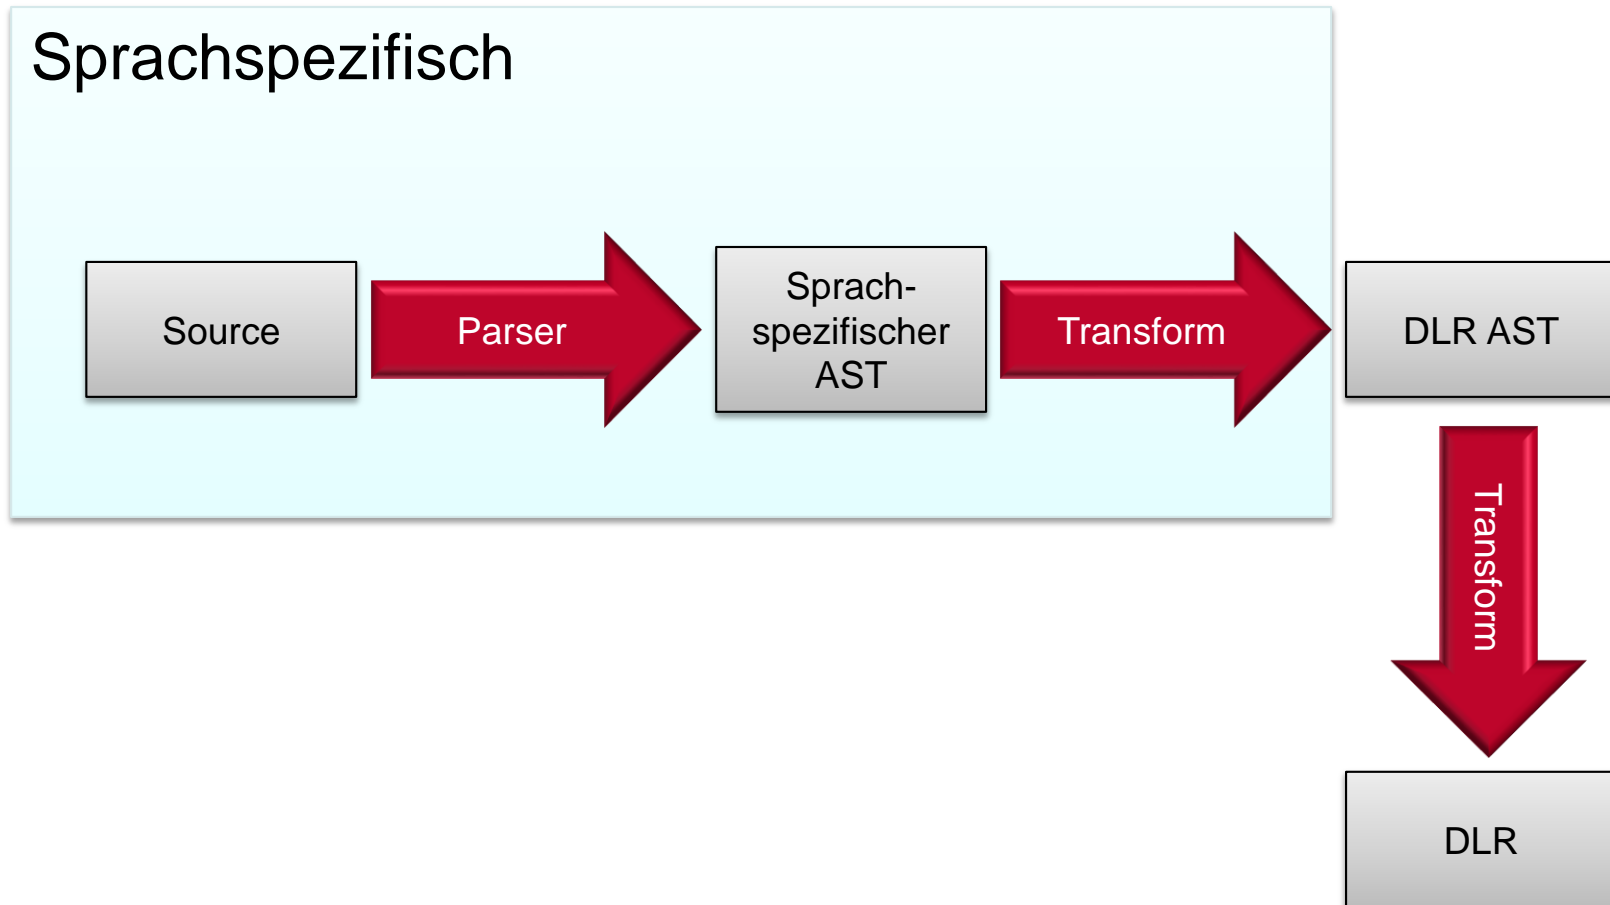 Sprachspezifisch
Source
Parser
Sprach-
spezifischer
AST
Transform
DLR AST
Transform
DLR